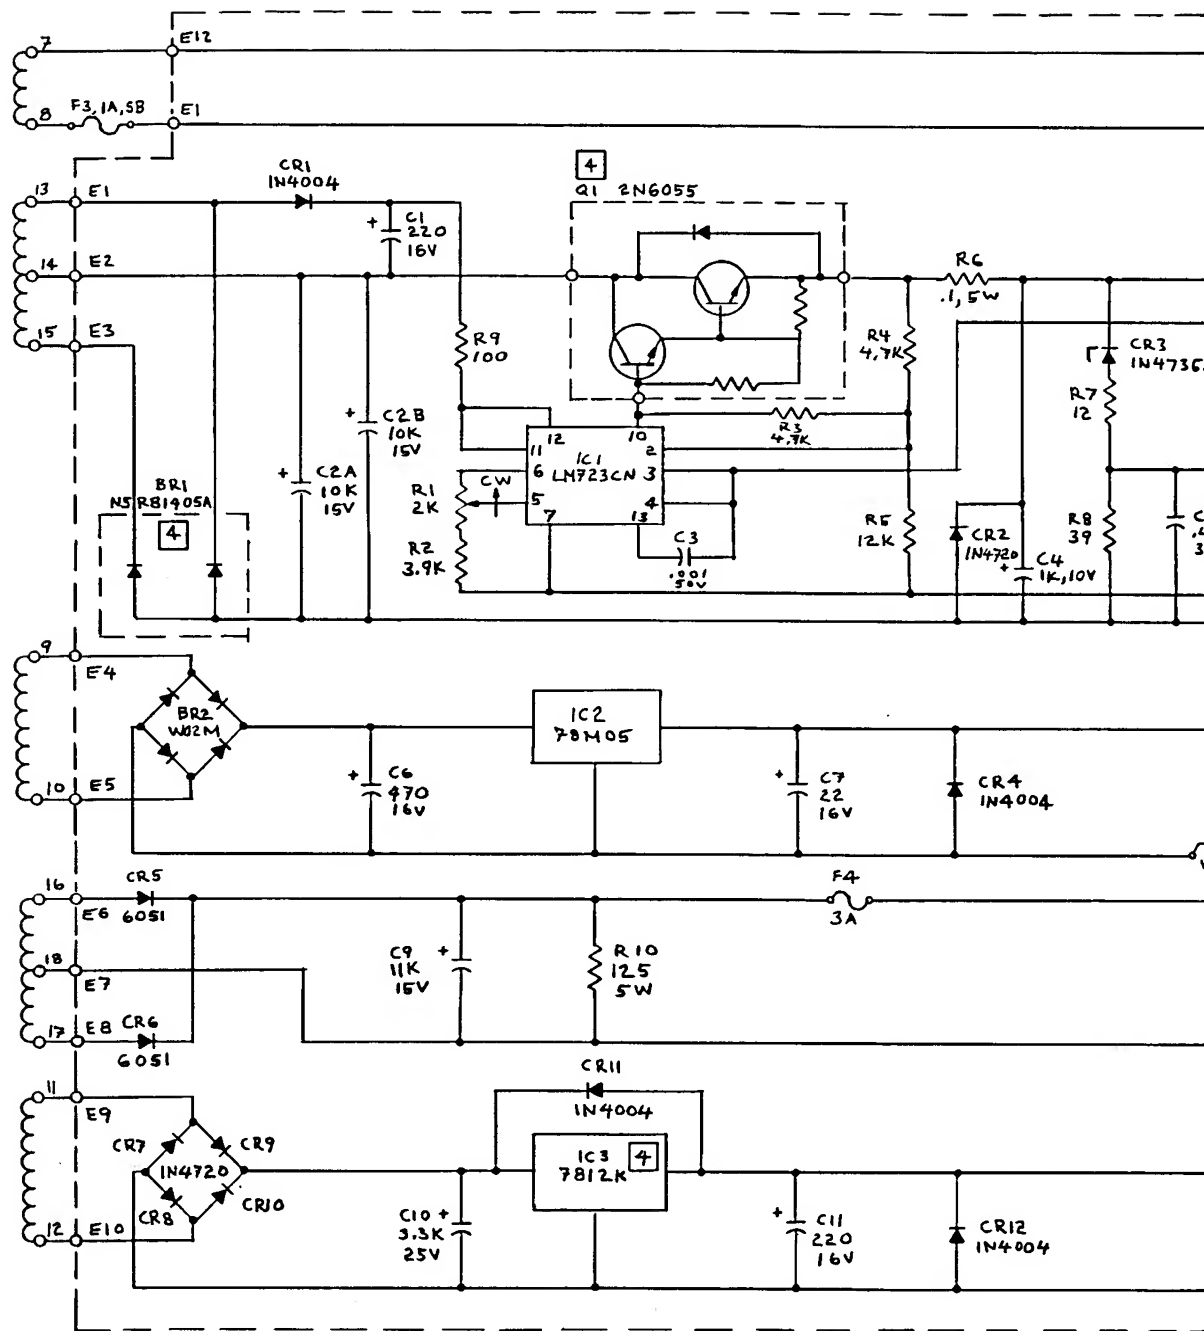 7
E12
8
F3, 1A, SB
E1
CR1
1N4004
4
Q1 2N6055
13
E1
+
C1
220
16V
14
E2
R6
.1, 5W
15
E3
R9
100
R4
4.7K
CR3
1N4736
R7
12
+
C2B
10K
15V
12
10
R3
4.7K
11
IC1
LM723CN
2
6
3
5
4
7
13
CW
R1
2K
+
C2A
10K
15V
BR1
NSRB1405A
4
R2
3.9K
C3
.001
50V
R5
12K
CR2
1N4720
+
C4
1K, 10V
R8
39
C
3
9
E4
BR2
W02M
IC2
78M05
10
E5
+
C6
470
16V
+
C7
22
16V
CR4
1N4004
16
CR5
E6
6051
F4
3A
18
E7
C9
11K
15V
+
R10
125
5W
17
E8
CR6
6051
CR11
1N4004
11
E9
CR7
CR9
1N4720
CR8
CR10
IC3
7812K
4
12
E10
C10
3.3K
25V
+
+
C11
220
16V
CR12
1N4004